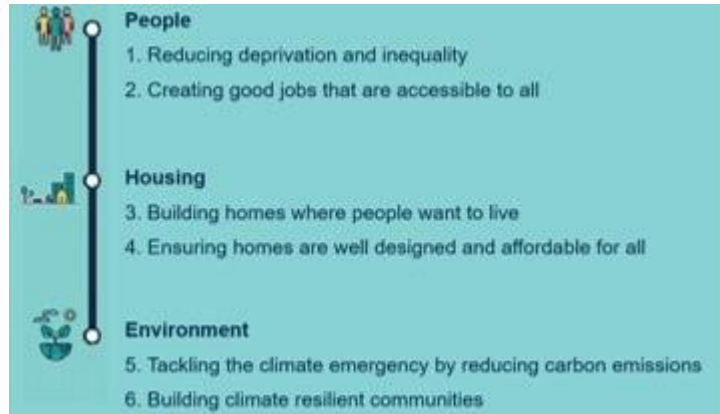 People
1. Reducing deprivation and inequality
2. Creating good jobs that are accessible to all
Housing
3. Building homes where people want to live
4. Ensuring homes are well designed and affordable for all
Environment
5. Tackling the climate emergency by reducing carbon emissions
6. Building climate resilient communities